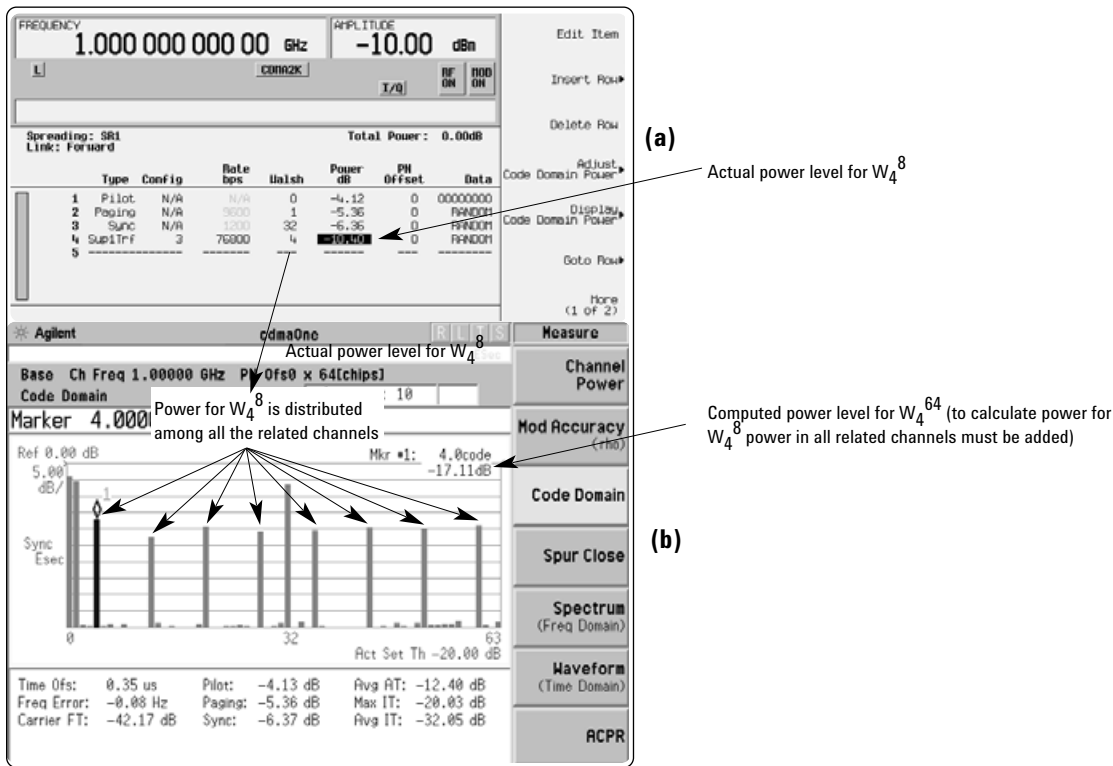 FREQUENCY
1.000 000 000 00 GHz
AMPLITUDE
-10.00 dBm
L
CDMA2K
I/Q
RF ON
MOD ON
Spreading: SR1
Total Power: 0.00dB
Link: Forward
Type Config Rate bps Walsh Power dB PN Offset Data
1 Pilot N/A N/A 0 -4.12 0 00000000
2 Paging N/A 9600 1 -5.36 0 RANDOM
3 Sync N/A 1200 32 -6.36 0 RANDOM
4 Sup1Trf 3 76800 4 -10.40 0 RANDOM
5 -------- --- ------ --- --------
Edit Item
Insert Row
Delete Row
Adjust
Code Domain Power
Display
Code Domain Power
Goto Row
More
(1 of 2)
(a)
Actual power level for W₄⁸
Agilent
cdmaOne
R L T S
Actual power level for W₄⁸
Base Ch Freq 1.00000 GHz PN Ofs0 x 64[chips]
Code Domain
: 10
Marker 4.000
Power for W₄⁸ is distributed
among all the related channels
Ref 0.00 dB
Mkr #1: 4.0code
-17.11dB
5.00
dB/
1
Sync
Esec
0 32 63
Act Set Th -20.00 dB
Time Ofs: 0.35 us Pilot: -4.13 dB Avg AT: -12.40 dB
Freq Error: -0.08 Hz Paging: -5.36 dB Max IT: -20.03 dB
Carrier FT: -42.17 dB Sync: -6.37 dB Avg IT: -32.05 dB
Measure
Channel
Power
Mod Accuracy
(rho)
Code Domain
Spur Close
Spectrum
(Freq Domain)
Waveform
(Time Domain)
ACPR
Computed power level for W₄⁶⁴ (to calculate power for
W₄⁸ power in all related channels must be added)
(b)